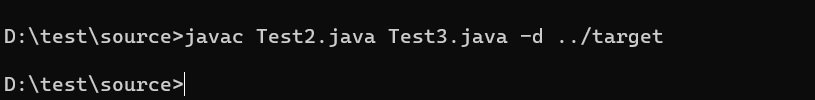 D:\test\source>javac Test2.java Test3.java -d ../target
D:\test\source>